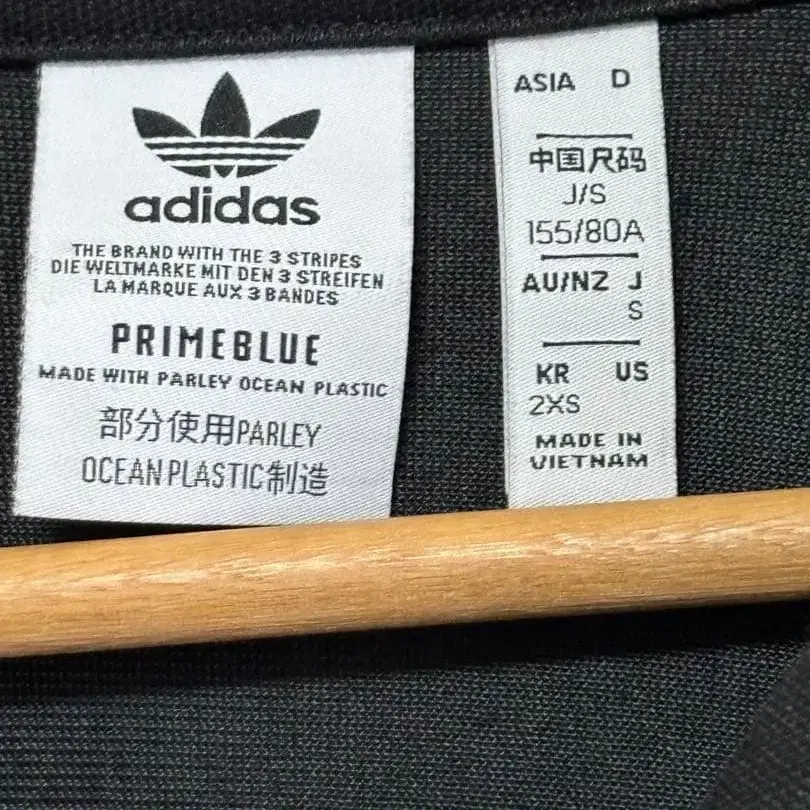 adidas
THE BRAND WITH THE 3 STRIPES
DIE WELTMARKE MIT DEN 3 STREIFEN
LA MARQUE AUX 3 BANDES
PRIMEBLUE
MADE WITH PARLEY OCEAN PLASTIC
部分使用PARLEY
OCEAN PLASTIC制造
ASIA D
中国尺码
J/S
155/80A
AU/NZ J
S
KR US
2XS
MADE IN
VIETNAM